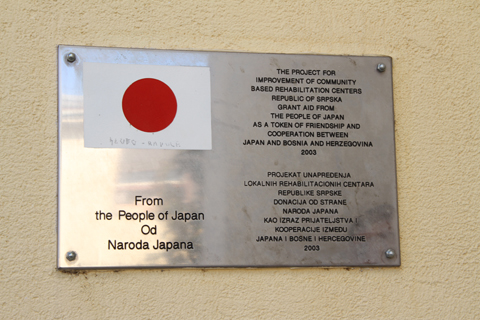 From
the People of Japan
Od
Naroda Japana
THE PROJECT FOR
IMPROVEMENT OF COMMUNITY
BASED REHABILITATION CENTERS
REPUBLIC OF SRPSKA
GRANT AID FROM
THE PEOPLE OF JAPAN
AS A TOKEN OF FRIENDSHIP AND
COOPERATION BETWEEN
JAPAN AND BOSNIA AND HERZEGOVINA
2003
PROJEKAT UNAPREDENJA
LOKALNIH REHABILITACIONIH CENTARA
REPUBLIKE SRPSKE
DONACIJA OD STRANE
NARODA JAPANA
KAO IZRAZ PRIJATELJSTVA I
KOOPERACIJE IZMEDU
JAPANA I BOSNE I HERCEGOVINE
2003